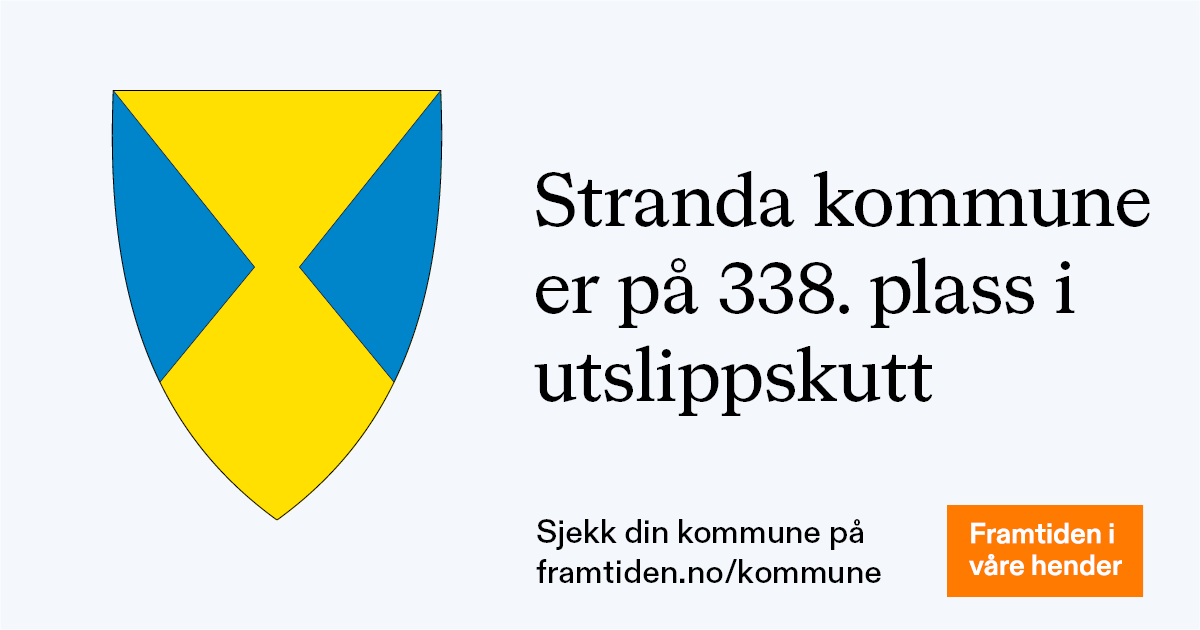 Stranda kommune
er på 338. plass i
utslippskutt
Sjekk din kommune på
framtiden.no/kommune
Framtiden i
våre hender